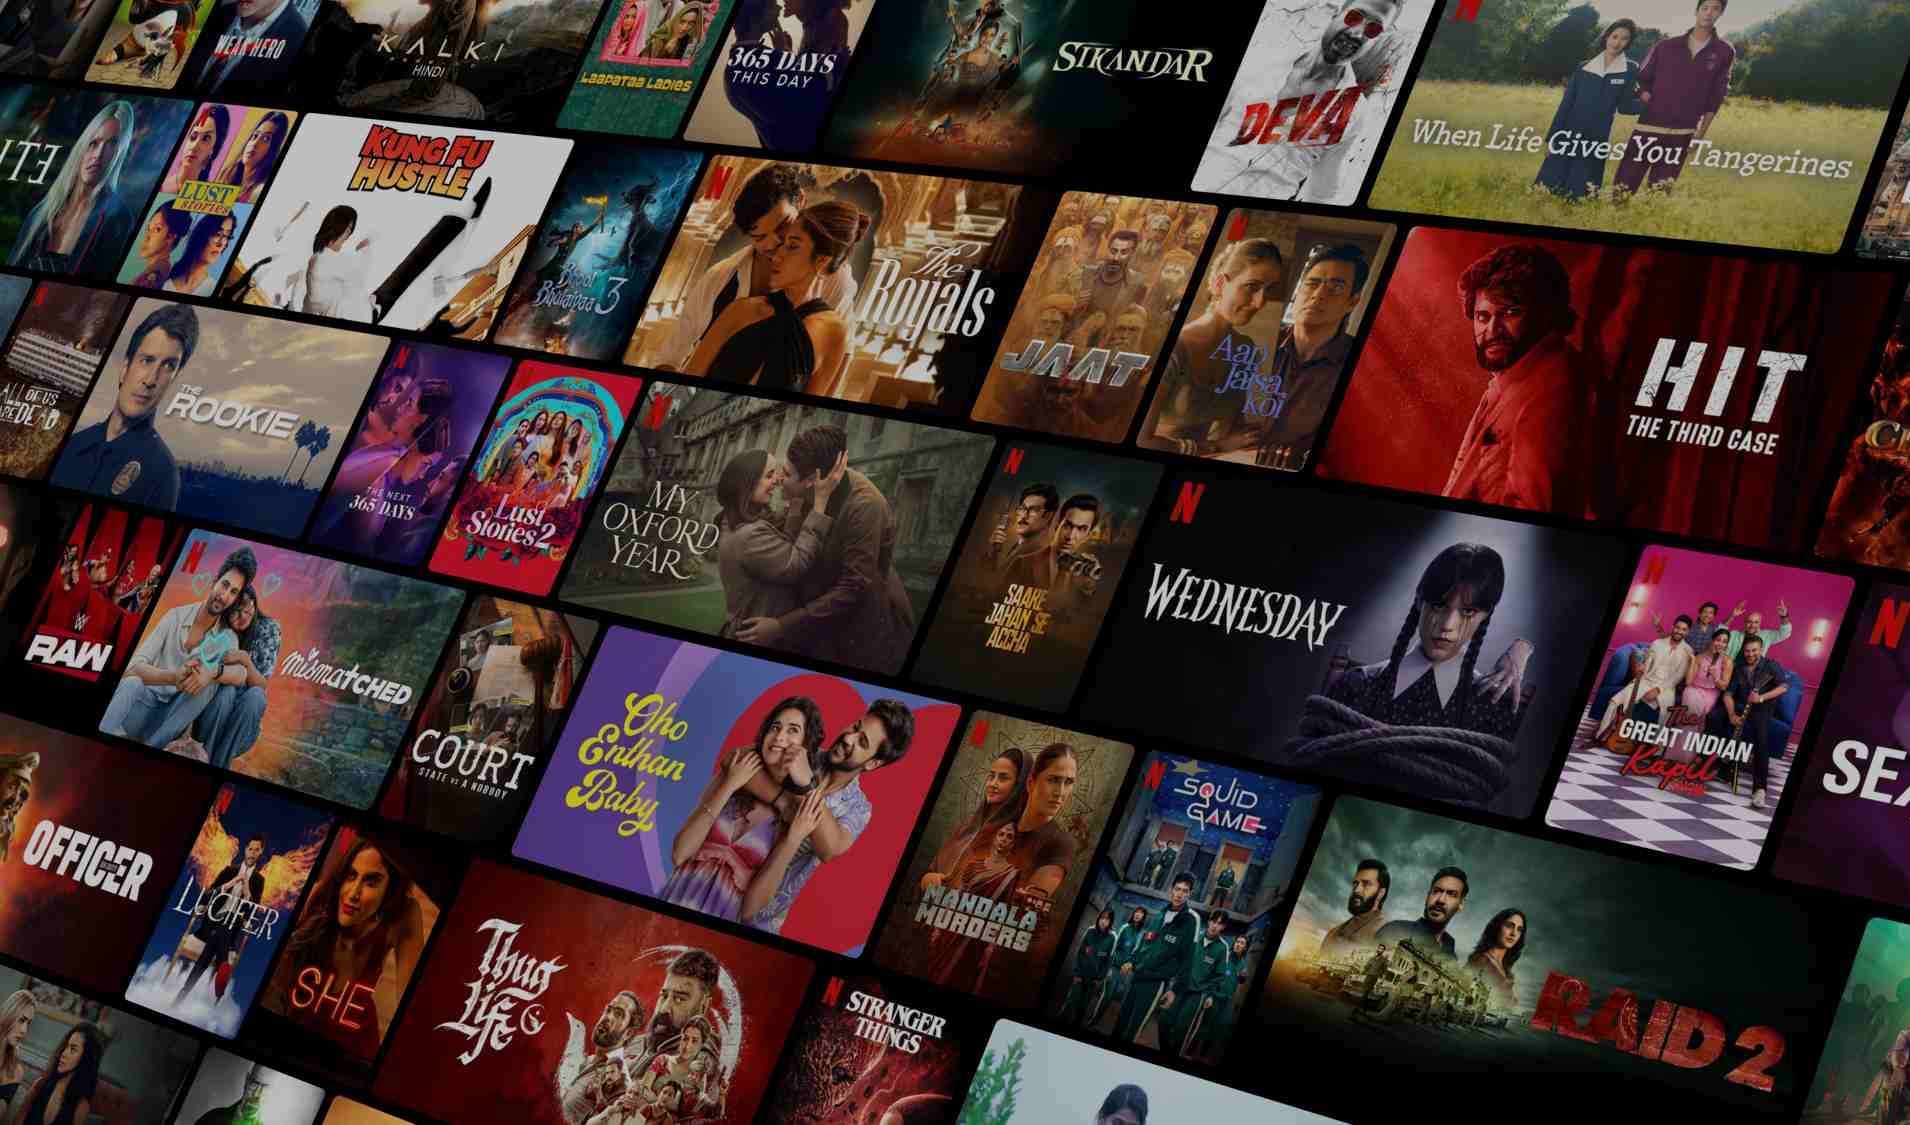 WEAK HERO
KALKI
HINDI
Laapataa Ladies
365 DAYS
THIS DAY
SIKANDAR
DEVA
When Life Gives You Tangerines
LUST
stories
KUNG FU
HUSTLE
Bhool
Bhulaiyaa 3
N
The
Royals
JAAT
N
Aap
Jaisa
Koi
HIT
THE THIRD CASE
ALL OF US
ARE DEAD
THE
ROOKIE
N
THE NEXT
365 DAYS
Lust
Stories 2
N
MY
OXFORD
YEAR
N
SAARE
JAHAN SE
ACCHA
N
WEDNESDAY
N
The
GREAT INDIAN
Kapil
SHOW
N
W
RAW
N
mismatched
COURT
STATE vs A NOBODY
Oho
Enthan
Baby
N
MANDALA
MURDERS
N
SQUID
GAME
456
RAID 2
OFFICER
N
LUCIFER
N
SHE
Thug
Life
N
STRANGER
THINGS
N